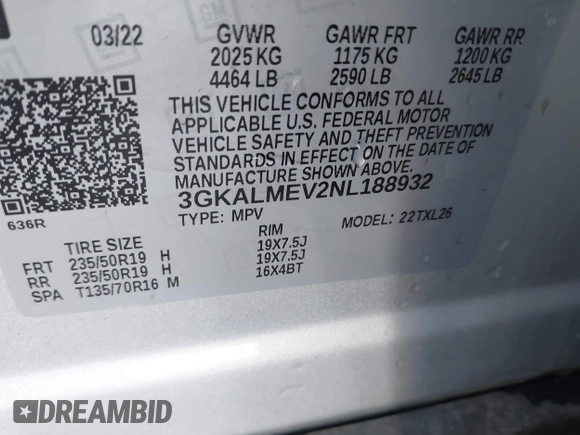 03/22
GVWR GAWR FRT GAWR RR
2025 KG 1175 KG 1200 KG
4464 LB 2590 LB 2645 LB
THIS VEHICLE CONFORMS TO ALL
APPLICABLE U.S. FEDERAL MOTOR
VEHICLE SAFETY AND THEFT PREVENTION
STANDARDS IN EFFECT ON THE DATE OF
MANUFACTURE SHOWN ABOVE.
3GKALMEV2NL188932
TYPE: MPV MODEL: 22TXL26
636R
TIRE SIZE RIM
FRT 235/50R19 H 19X7.5J
RR 235/50R19 H 19X7.5J
SPA T135/70R16 M 16X4BT
GM
DREAMBID